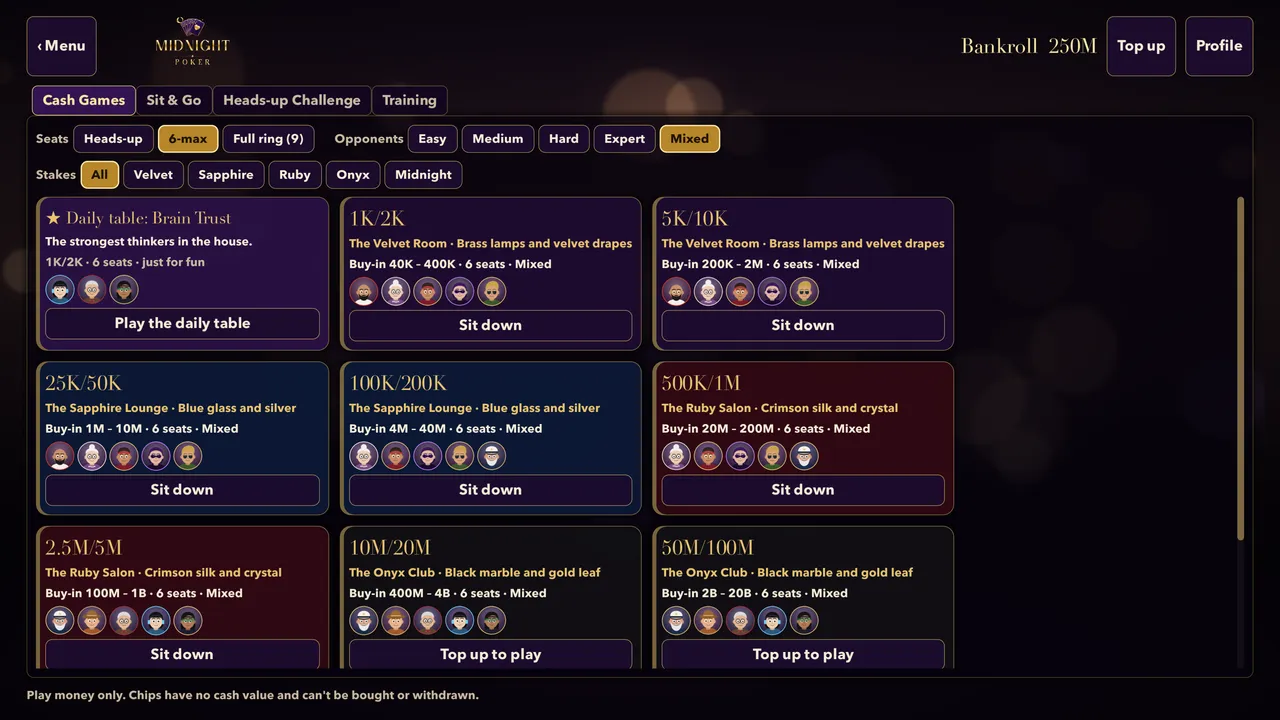 ‹ Menu
MIDNIGHT
POKER
Bankroll 250M
Top up
Profile
Cash Games
Sit & Go
Heads-up Challenge
Training
Seats
Heads-up
6-max
Full ring (9)
Opponents
Easy
Medium
Hard
Expert
Mixed
Stakes
All
Velvet
Sapphire
Ruby
Onyx
Midnight
★ Daily table: Brain Trust
The strongest thinkers in the house.
1K/2K · 6 seats · just for fun
Play the daily table
1K/2K
The Velvet Room · Brass lamps and velvet drapes
Buy-in 40K – 400K · 6 seats · Mixed
Sit down
5K/10K
The Velvet Room · Brass lamps and velvet drapes
Buy-in 200K – 2M · 6 seats · Mixed
Sit down
25K/50K
The Sapphire Lounge · Blue glass and silver
Buy-in 1M – 10M · 6 seats · Mixed
Sit down
100K/200K
The Sapphire Lounge · Blue glass and silver
Buy-in 4M – 40M · 6 seats · Mixed
Sit down
500K/1M
The Ruby Salon · Crimson silk and crystal
Buy-in 20M – 200M · 6 seats · Mixed
Sit down
2.5M/5M
The Ruby Salon · Crimson silk and crystal
Buy-in 100M – 1B · 6 seats · Mixed
Sit down
10M/20M
The Onyx Club · Black marble and gold leaf
Buy-in 400M – 4B · 6 seats · Mixed
Top up to play
50M/100M
The Onyx Club · Black marble and gold leaf
Buy-in 2B – 20B · 6 seats · Mixed
Top up to play
Play money only. Chips have no cash value and can't be bought or withdrawn.